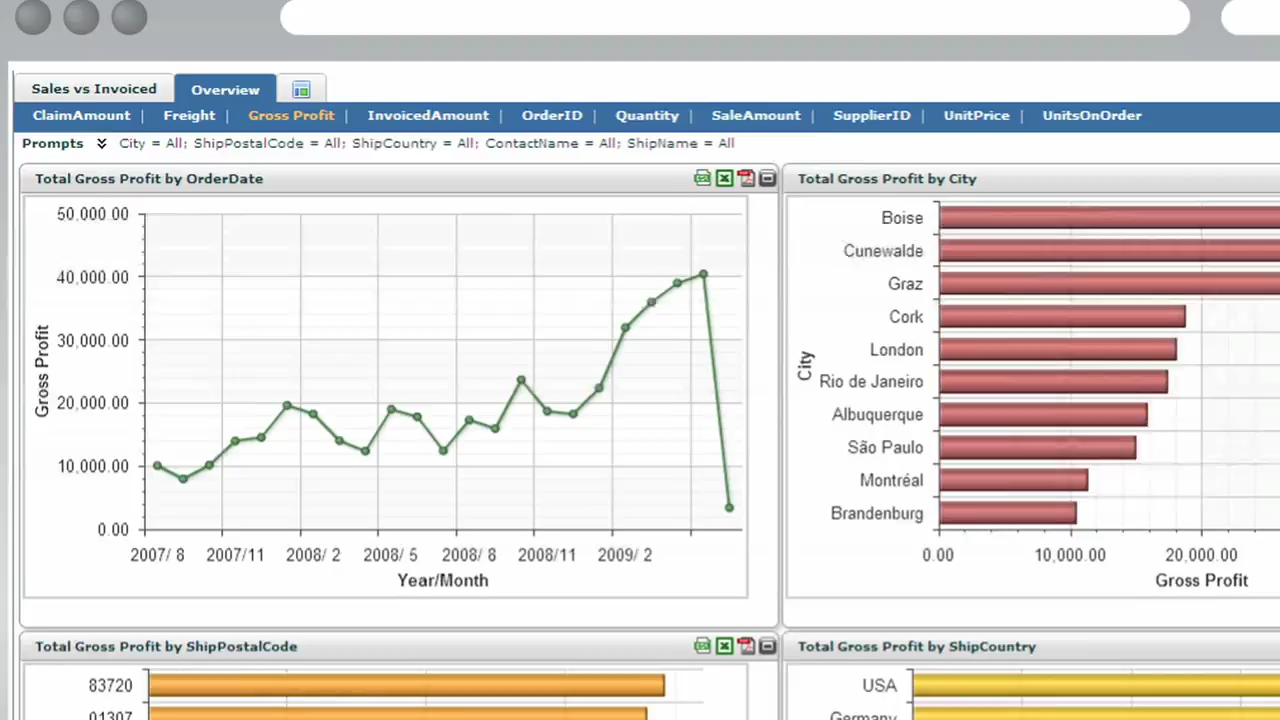 Sales vs Invoiced Overview
ClaimAmount | Freight | Gross Profit | InvoicedAmount | OrderID | Quantity | SaleAmount | SupplierID | UnitPrice | UnitsOnOrder
Prompts City = All; ShipPostalCode = All; ShipCountry = All; ContactName = All; ShipName = All
Total Gross Profit by OrderDate
50,000.00
40,000.00
30,000.00
20,000.00
10,000.00
0.00
Gross Profit
2007/ 8 2007/11 2008/ 2 2008/ 5 2008/ 8 2008/11 2009/ 2
Year/Month
Total Gross Profit by City
City
Boise
Cunewalde
Graz
Cork
London
Rio de Janeiro
Albuquerque
São Paulo
Montréal
Brandenburg
0.00 10,000.00 20,000.00
Gross Profit
Total Gross Profit by ShipPostalCode
83720
01307
Total Gross Profit by ShipCountry
USA
Germany